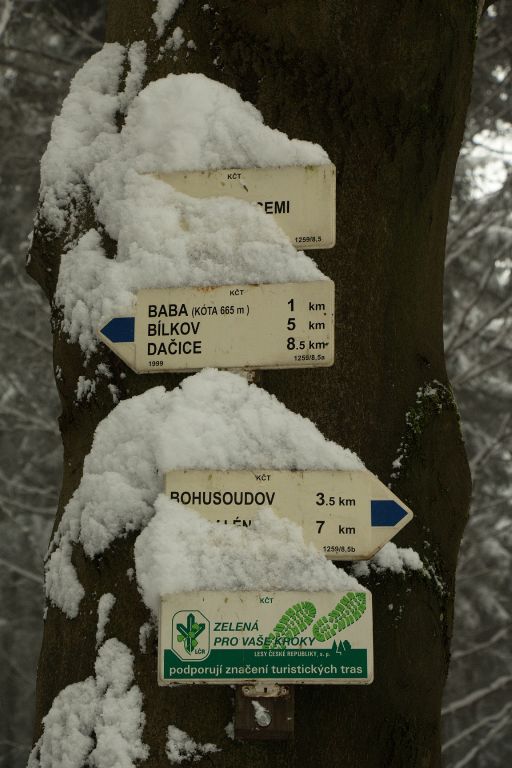 KČT
1259/8,5
KČT
BABA (KÓTA 665 m) 1 km
BÍLKOV 5 km
DAČICE 8.5 km
1999 1259/8,5a
KČT
BOHUSOUDOV 3.5 km
7 km
1259/8,5b
KČT
ZELENÁ
PRO VAŠE KROKY
LČR
LESY ČESKÉ REPUBLIKY, s. p.
podporují značení turistických tras